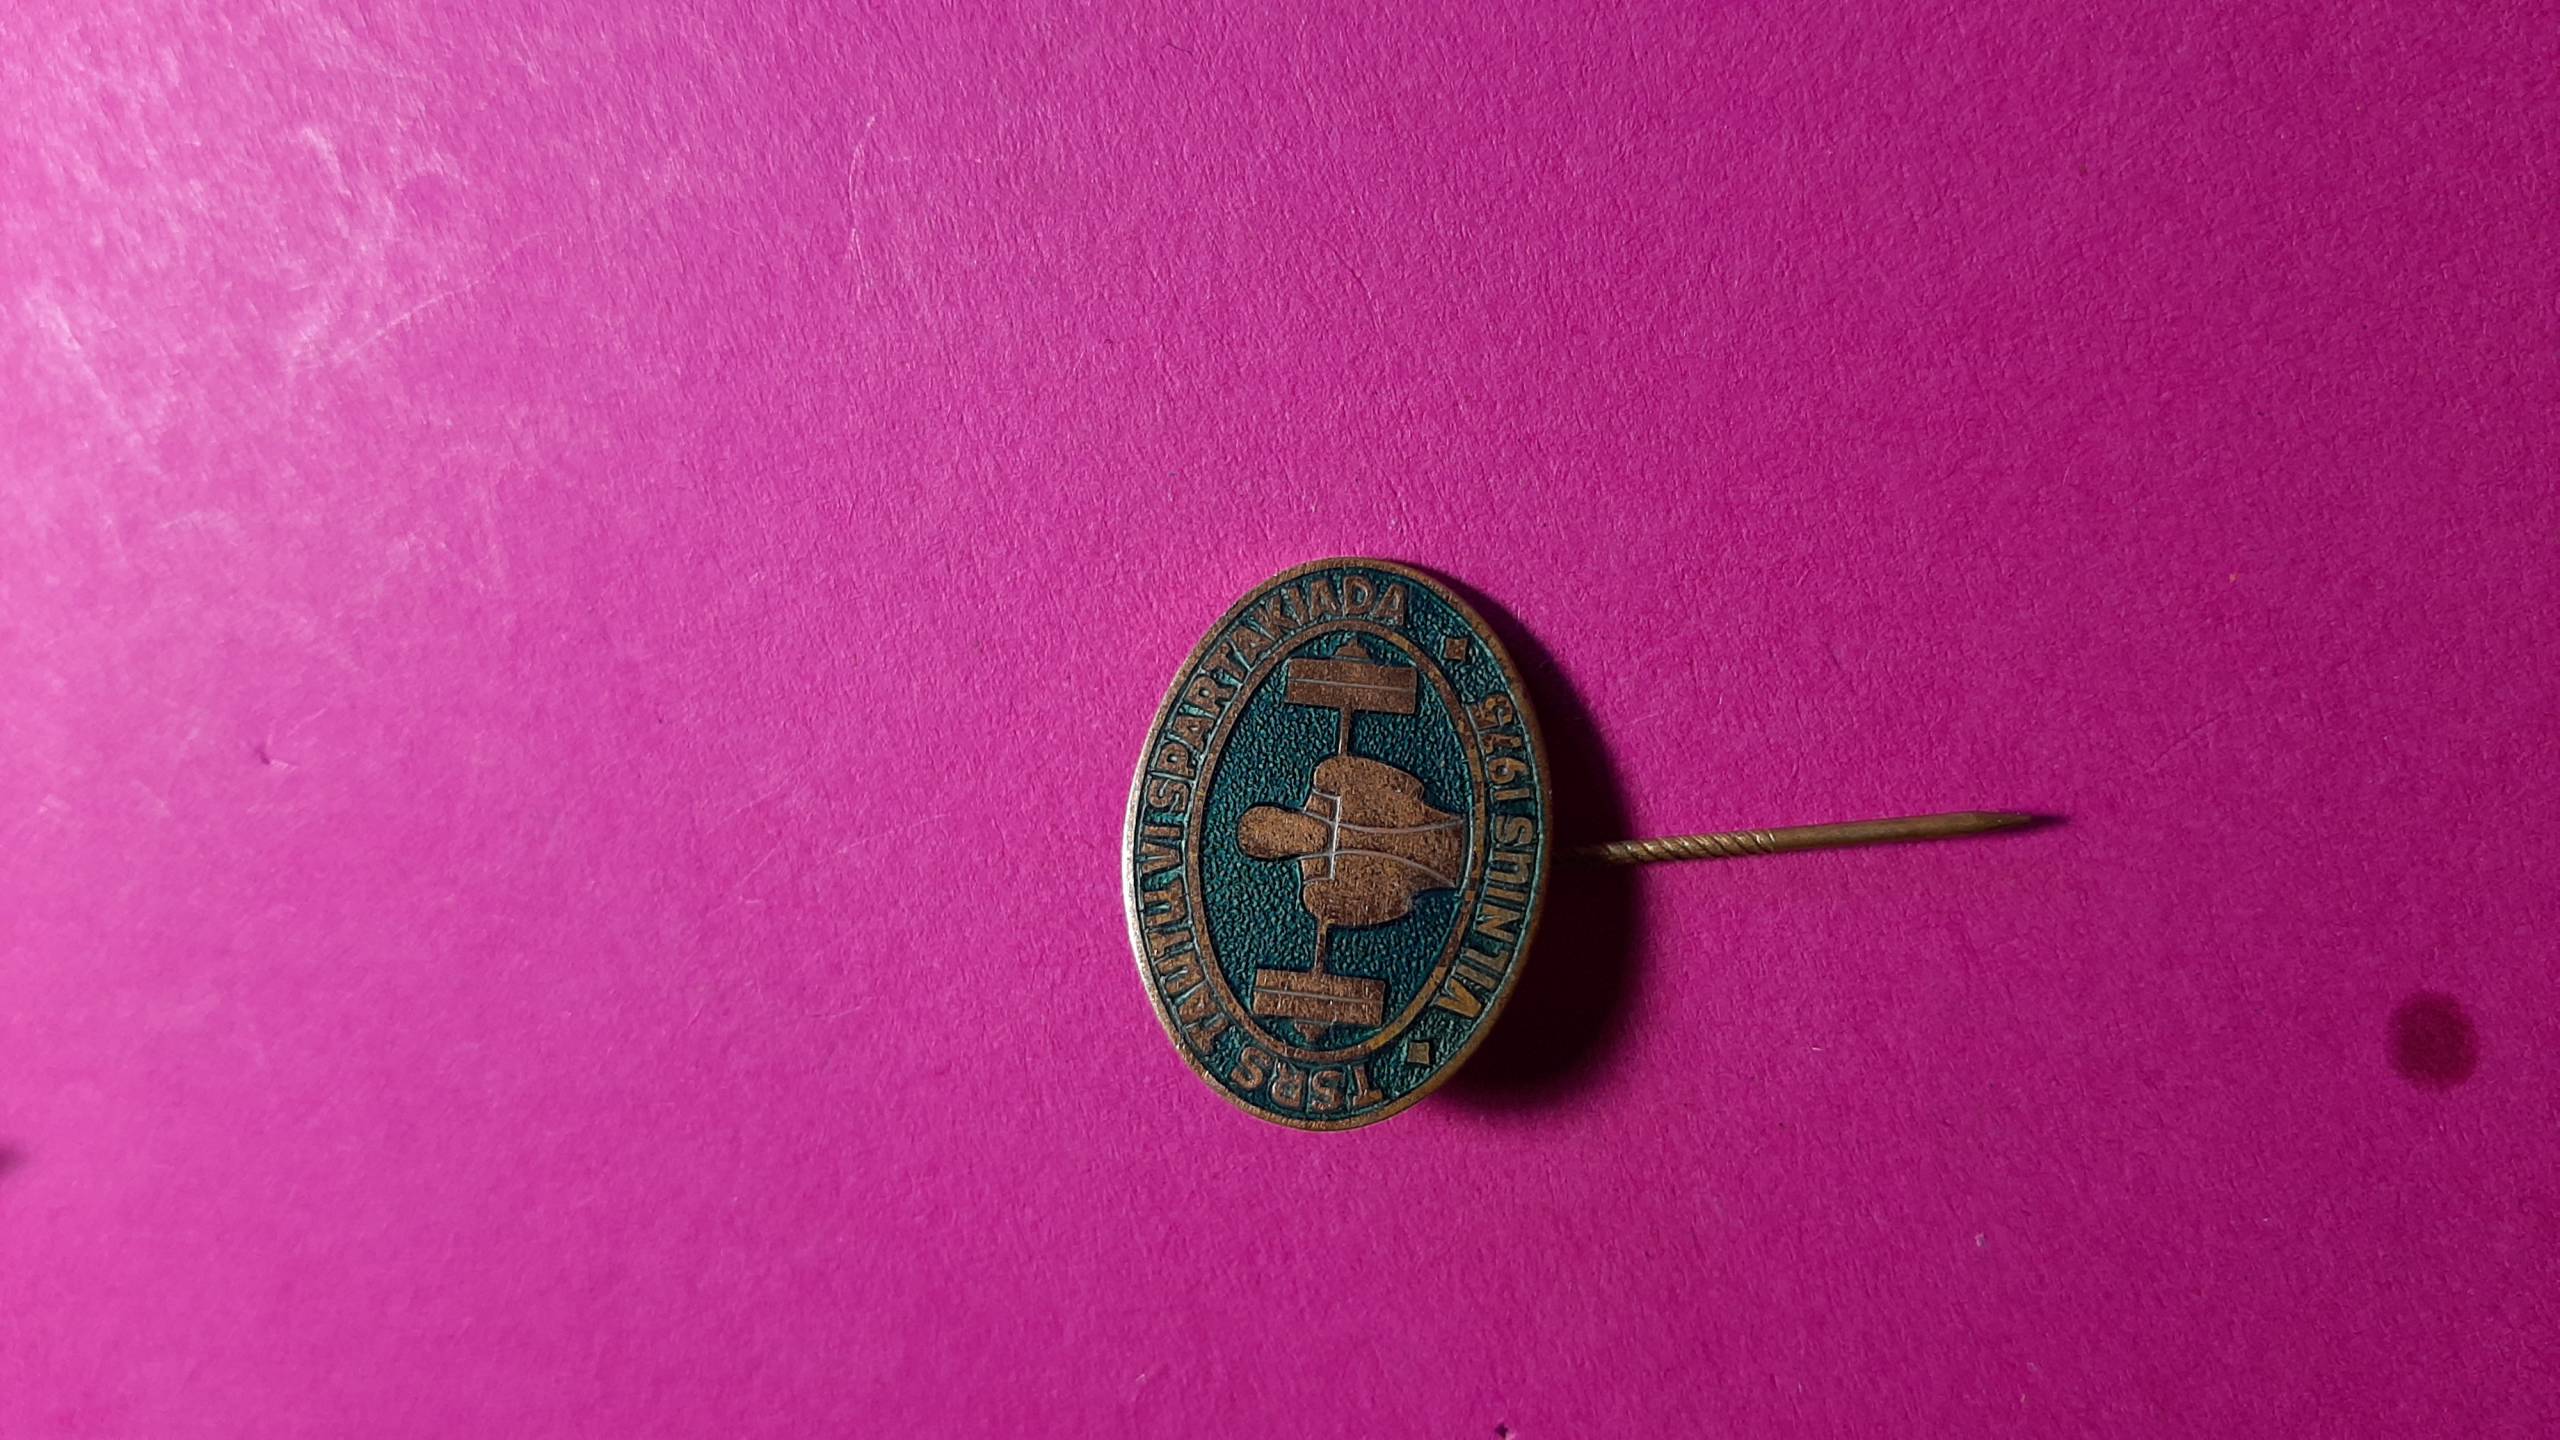 TSRS TAUTŲ VI SPARTAKIADA
VILNIUS 1975